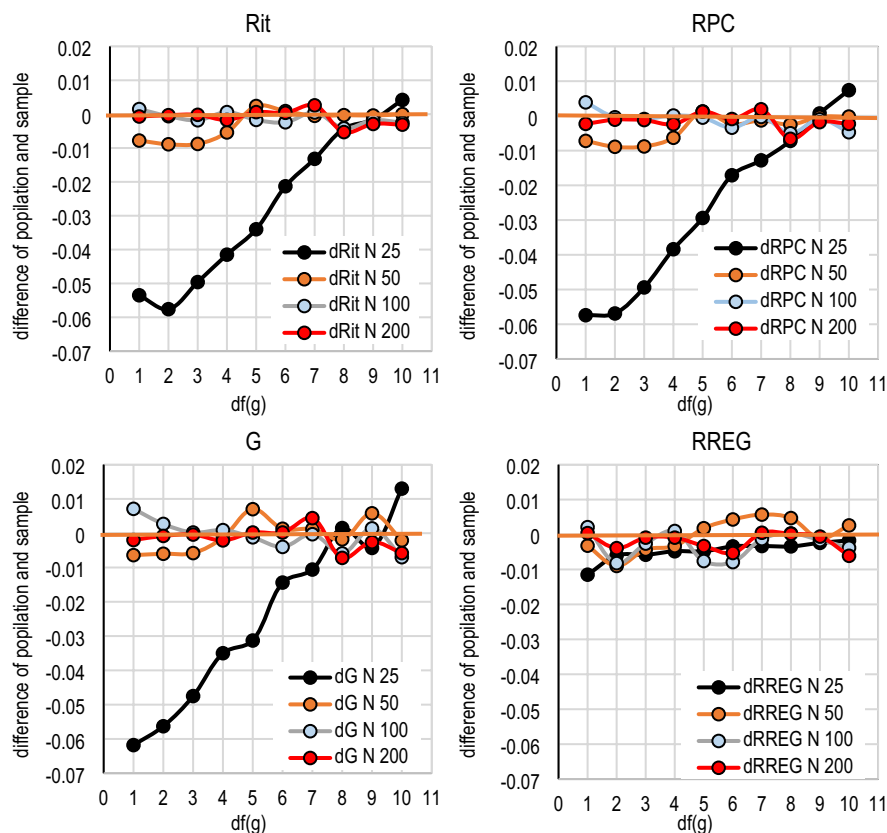 Rit
difference of popilation and sample
0.02
0.01
0
-0.01
-0.02
-0.03
-0.04
-0.05
-0.06
-0.07
dRit N 25
dRit N 50
dRit N 100
dRit N 200
0 1 2 3 4 5 6 7 8 9 10 11
df(g)
RPC
difference of popilation and sample
0.02
0.01
0
-0.01
-0.02
-0.03
-0.04
-0.05
-0.06
-0.07
dRPC N 25
dRPC N 50
dRPC N 100
dRPC N 200
0 1 2 3 4 5 6 7 8 9 10 11
df(g)
G
difference of popilation and sample
0.02
0.01
0
-0.01
-0.02
-0.03
-0.04
-0.05
-0.06
-0.07
dG N 25
dG N 50
dG N 100
dG N 200
0 1 2 3 4 5 6 7 8 9 10 11
df(g)
RREG
difference of popilation and sample
0.02
0.01
0
-0.01
-0.02
-0.03
-0.04
-0.05
-0.06
-0.07
dRREG N 25
dRREG N 50
dRREG N 100
dRREG N 200
0 1 2 3 4 5 6 7 8 9 10 11
df(g)